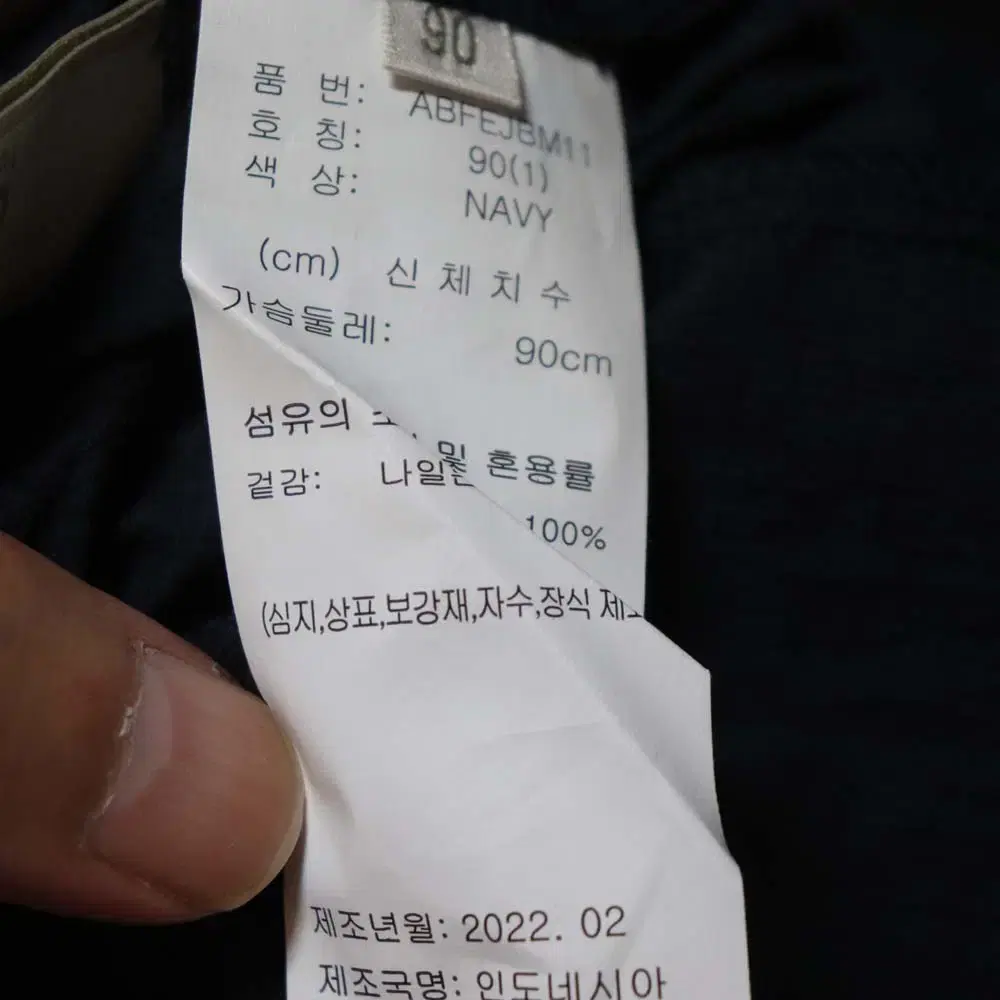 90
품 번: ABFEJBM11
호 칭: 90(1)
색 상: NAVY
(cm) 신체치수
가슴둘레: 90cm
섬유의 및 혼용률
겉감: 나일론 100%
(심지,상표,보강재,자수,장식
제조년월: 2022. 02
제조국명: 인도네시아